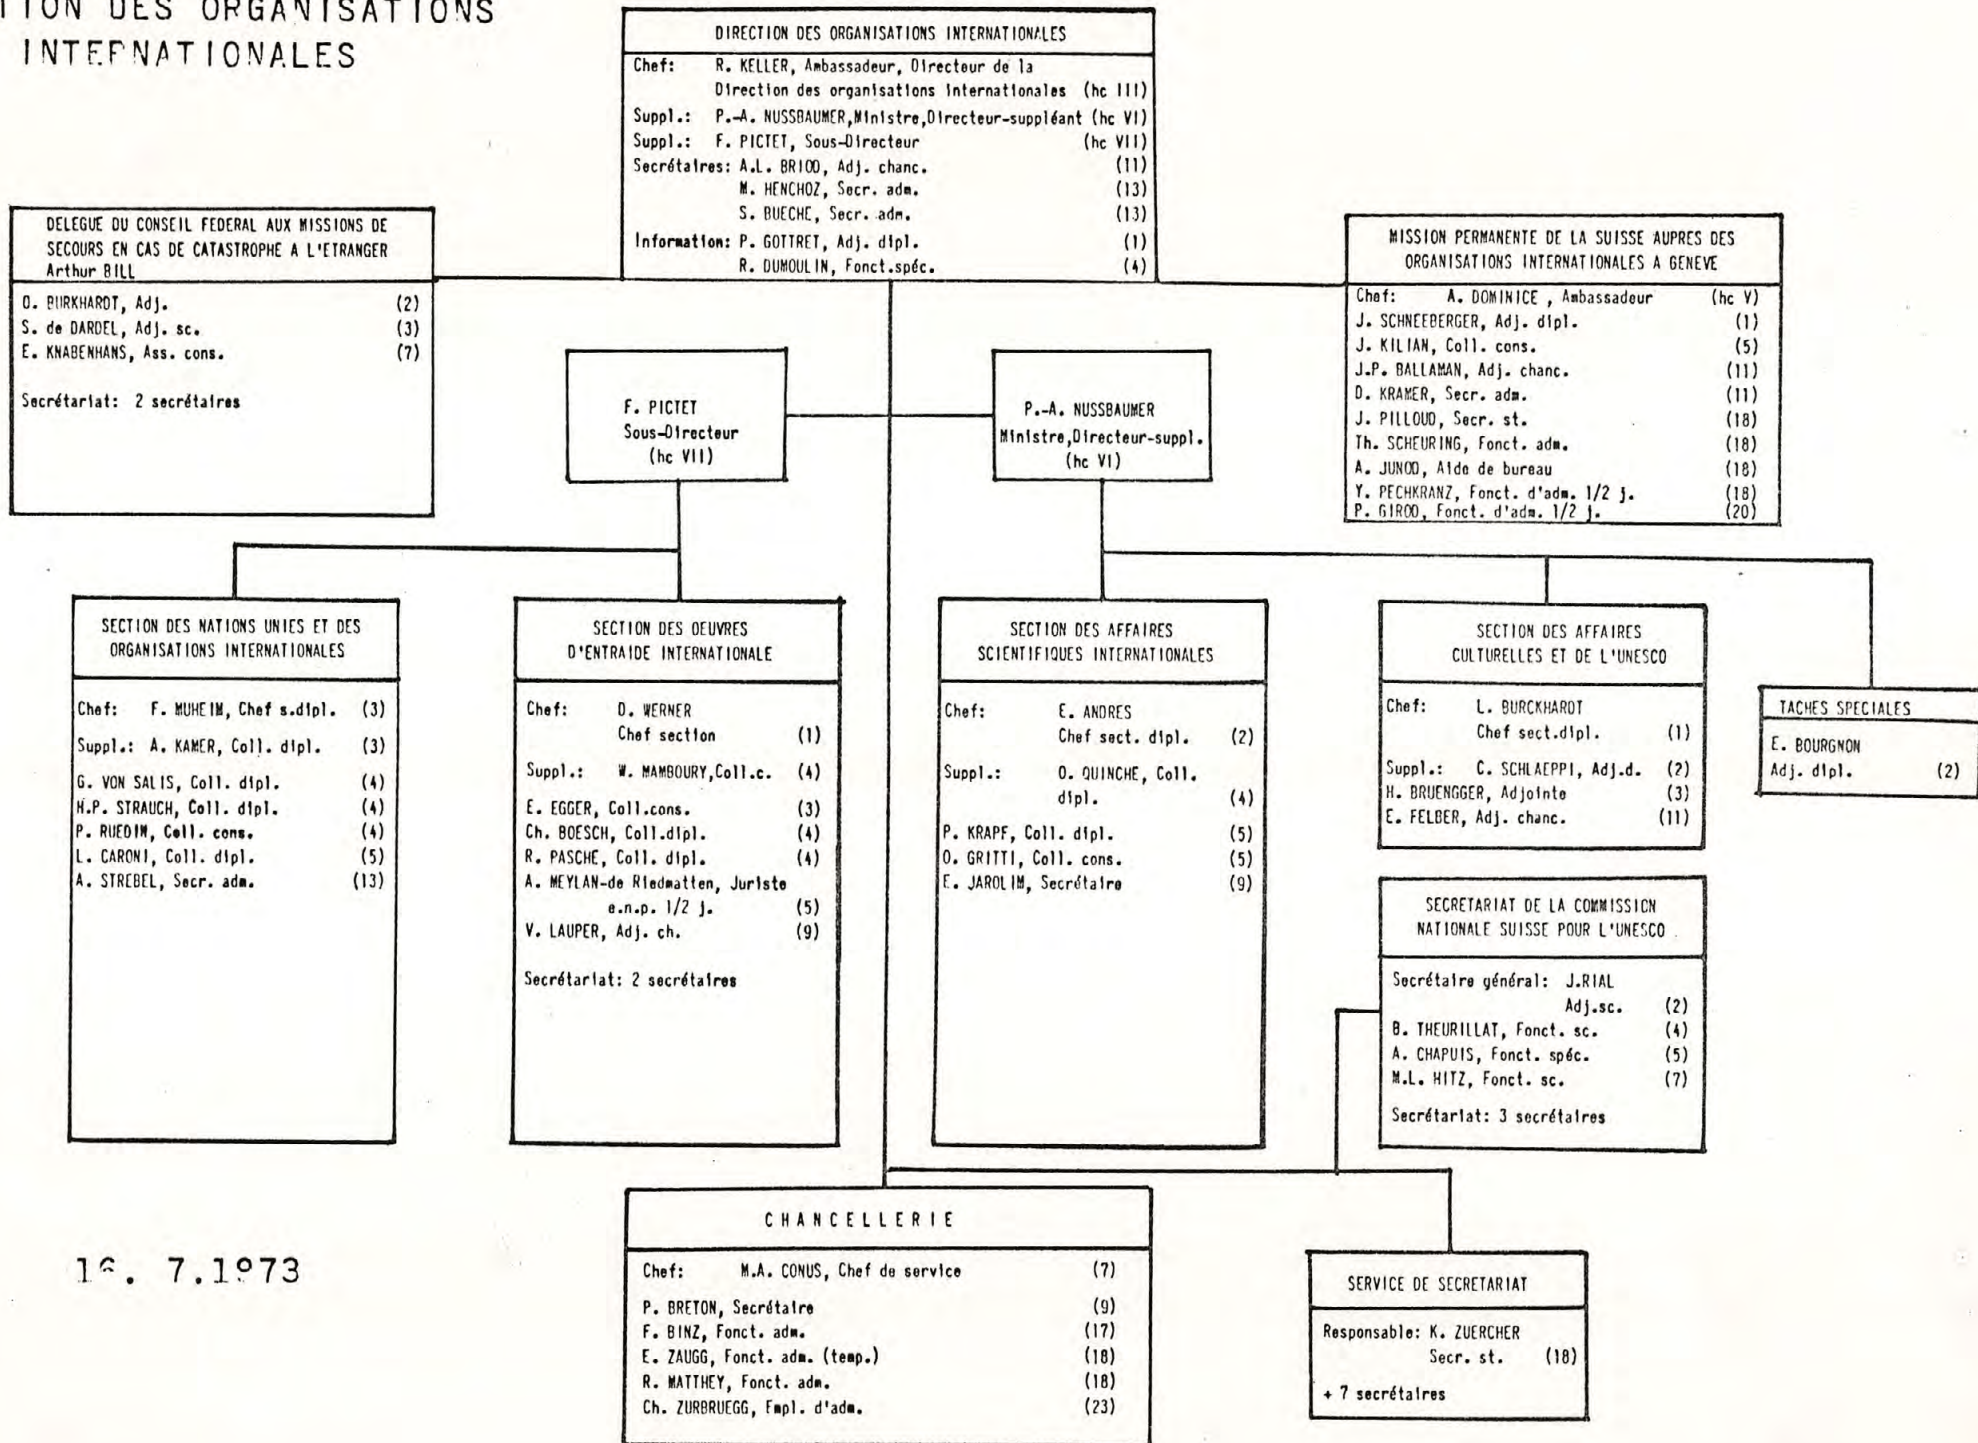 TION DES ORGANISATIONS
INTERNATIONALES
DIRECTION DES ORGANISATIONS INTERNATIONALES
Chef: R. KELLER, Ambassadeur, Directeur de la
Direction des organisations internationales (hc III)
Suppl.: P.-A. NUSSBAUMER,Ministre,Directeur-suppléant (hc VI)
Suppl.: F. PICTET, Sous-Directeur (hc VII)
Secrétaires: A.L. BRIOD, Adj. chanc. (11)
M. HENCHOZ, Secr. adm. (13)
S. BUECHE, Secr. adm. (13)
Information: P. GOTTRET, Adj. dipl. (1)
R. DUMOULIN, Fonct.spéc. (4)
DELEGUE DU CONSEIL FEDERAL AUX MISSIONS DE
SECOURS EN CAS DE CATASTROPHE A L'ETRANGER
Arthur BILL
O. BURKHARDT, Adj. (2)
S. de DARDEL, Adj. sc. (3)
E. KNABENHANS, Ass. cons. (7)
Secrétariat: 2 secrétaires
MISSION PERMANENTE DE LA SUISSE AUPRES DES
ORGANISATIONS INTERNATIONALES A GENEVE
Chef: A. DOMINICE , Ambassadeur (hc V)
J. SCHNEEBERGER, Adj. dipl. (1)
J. KILIAN, Coll. cons. (5)
J.P. BALLAMAN, Adj. chanc. (11)
D. KRAMER, Secr. adm. (11)
J. PILLOUD, Secr. st. (18)
Th. SCHEURING, Fonct. adm. (18)
A. JUNOD, Aide de bureau (18)
Y. PECHKRANZ, Fonct. d'adm. 1/2 j. (18)
P. GIROD, Fonct. d'adm. 1/2 j. (20)
F. PICTET
Sous-Directeur
(hc VII)
P.-A. NUSSBAUMER
Ministre,Directeur-suppl.
(hc VI)
SECTION DES NATIONS UNIES ET DES
ORGANISATIONS INTERNATIONALES
Chef: F. MUHEIM, Chef s.dipl. (3)
Suppl.: A. KAMER, Coll. dipl. (3)
G. VON SALIS, Coll. dipl. (4)
H.P. STRAUCH, Coll. dipl. (4)
P. RUEDIN, Coll. cons. (4)
L. CARONI, Coll. dipl. (5)
A. STREBEL, Secr. adm. (13)
SECTION DES OEUVRES
D'ENTRAIDE INTERNATIONALE
Chef: D. WERNER
Chef section (1)
Suppl.: W. MAMBOURY,Coll.c. (4)
E. EGGER, Coll.cons. (3)
Ch. BOESCH, Coll.dipl. (4)
R. PASCHE, Coll. dipl. (4)
A. MEYLAN-de Riedmatten, Juriste
e.n.p. 1/2 j. (5)
V. LAUPER, Adj. ch. (9)
Secrétariat: 2 secrétaires
SECTION DES AFFAIRES
SCIENTIFIQUES INTERNATIONALES
Chef: E. ANDRES
Chef sect. dipl. (2)
Suppl.: O. QUINCHE, Coll.
dipl. (4)
P. KRAPF, Coll. dipl. (5)
O. GRITTI, Coll. cons. (5)
E. JAROLIM, Secrétaire (9)
SECTION DES AFFAIRES
CULTURELLES ET DE L'UNESCO
Chef: L. BURCKHARDT
Chef sect.dipl. (1)
Suppl.: C. SCHLAEPPI, Adj.d. (2)
H. BRUENGGER, Adjointe (3)
E. FELBER, Adj. chanc. (11)
TACHES SPECIALES
E. BOURGNON
Adj. dipl. (2)
SECRETARIAT DE LA COMMISSION
NATIONALE SUISSE POUR L'UNESCO
Secrétaire général: J.RIAL
Adj.sc. (2)
B. THEURILLAT, Fonct. sc. (4)
A. CHAPUIS, Fonct. spéc. (5)
M.L. HITZ, Fonct. sc. (7)
Secrétariat: 3 secrétaires
CHANCELLERIE
Chef: M.A. CONUS, Chef de service (7)
P. BRETON, Secrétaire (9)
F. BINZ, Fonct. adm. (17)
E. ZAUGG, Fonct. adm. (temp.) (18)
R. MATTHEY, Fonct. adm. (18)
Ch. ZURBRUEGG, Empl. d'adm. (23)
SERVICE DE SECRETARIAT
Responsable: K. ZUERCHER
Secr. st. (18)
+ 7 secrétaires
7.1973